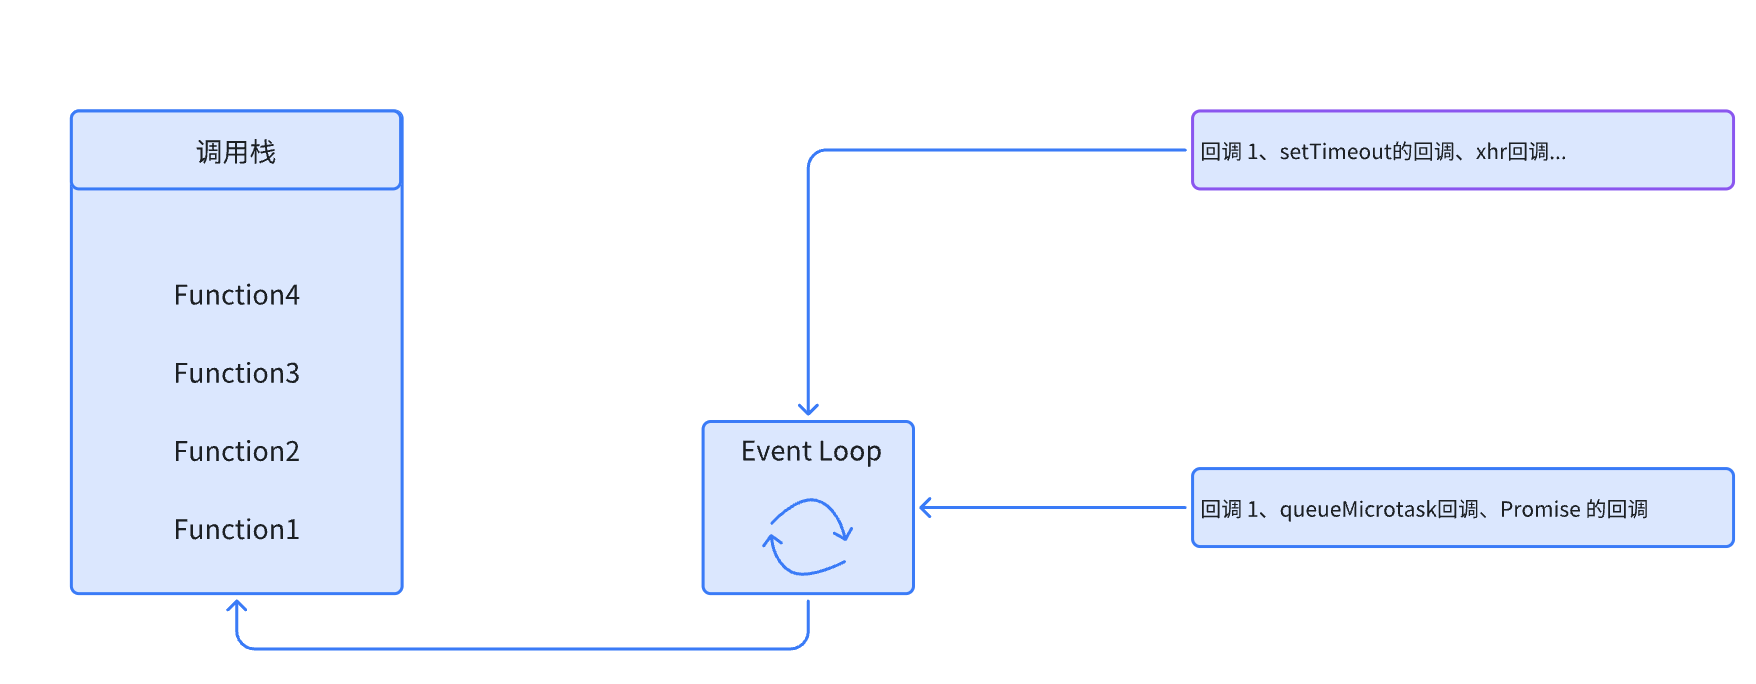 调用栈
Function4
Function3
Function2
Function1
Event Loop
回调 1、setTimeout的回调、xhr回调...
回调 1、queueMicrotask回调、Promise 的回调